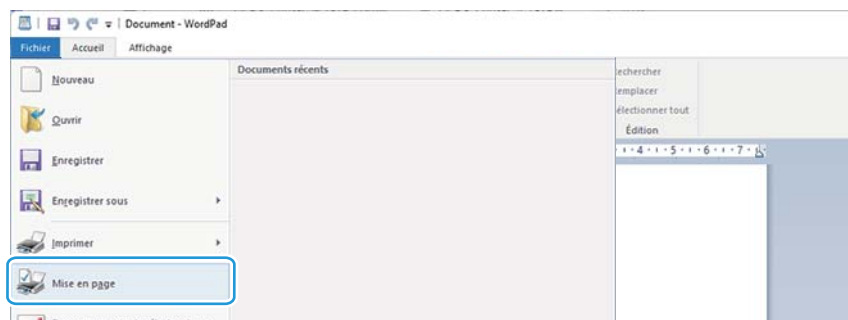 Document - WordPad
Fichier Accueil Affichage
Nouveau
Documents récents
echercher
Ouvrir
emplacer
électionner tout
Édition
Enregistrer
4 5 6 7
Enregistrer sous
Imprimer
Mise en page